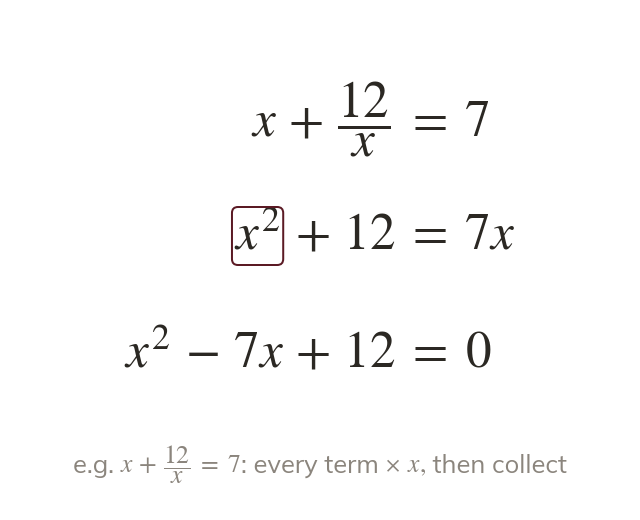 x + 12/x = 7
x² + 12 = 7x
x² − 7x + 12 = 0
e.g. x + 12/x = 7: every term × x, then collect